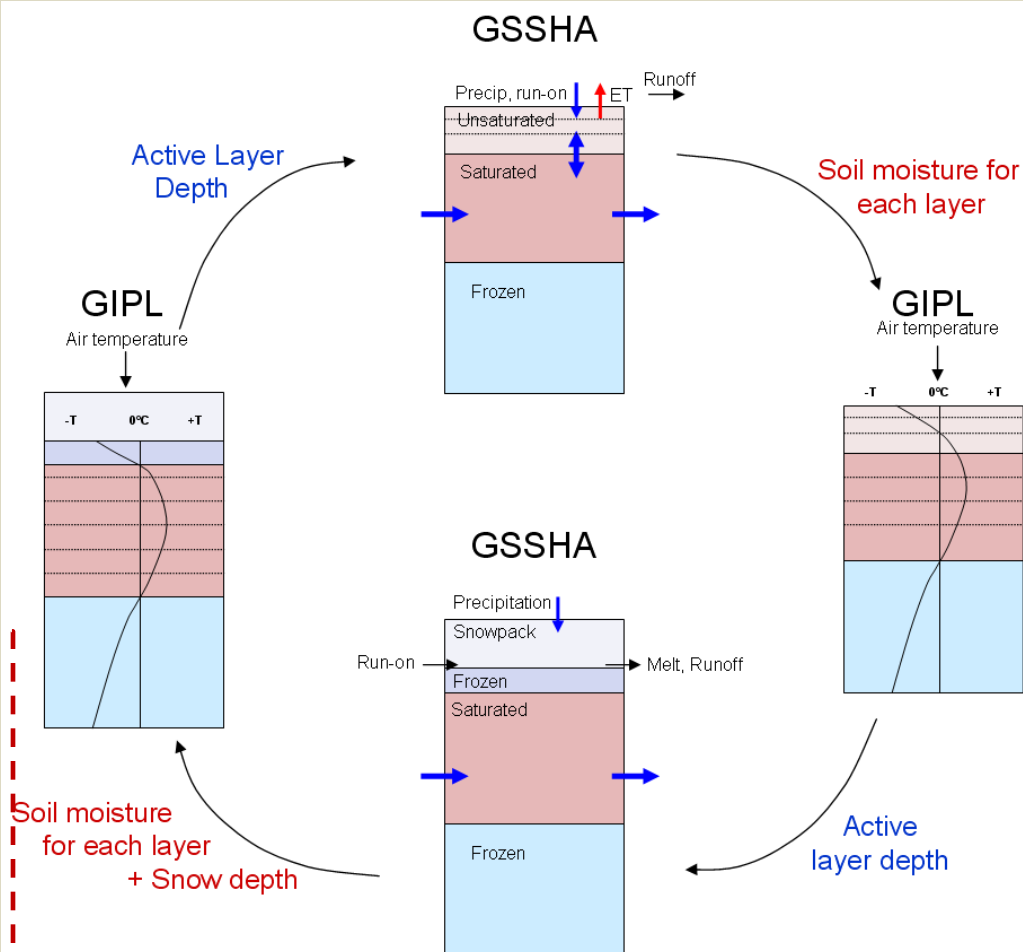 GSSHA
Precip, run-on
ET
Runoff
Unsaturated
Saturated
Frozen
Active Layer
Depth
Soil moisture for
each layer
GIPL
Air temperature
-T 0°C +T
GIPL
Air temperature
-T 0°C +T
GSSHA
Precipitation
Snowpack
Run-on
Melt, Runoff
Frozen
Saturated
Frozen
Soil moisture
for each layer
+ Snow depth
Active
layer depth